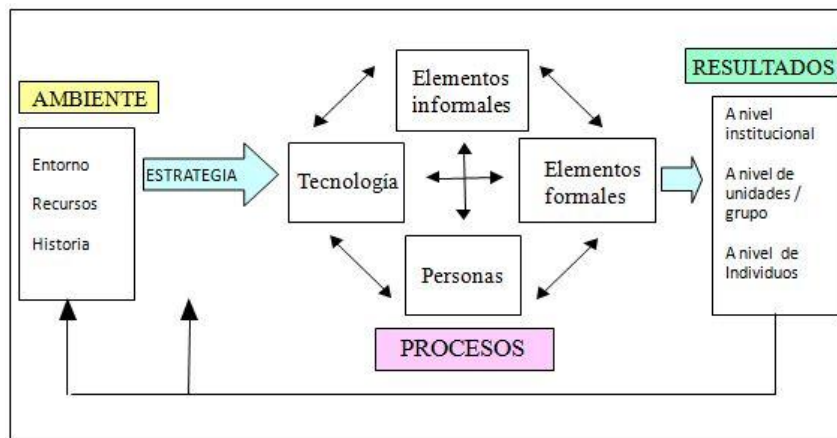 AMBIENTE
Entorno
Recursos
Historia
ESTRATEGIA
Elementos
informales
Tecnología
Elementos
formales
Personas
PROCESOS
RESULTADOS
A nivel
institucional
A nivel de
unidades /
grupo
A nivel de
Individuos